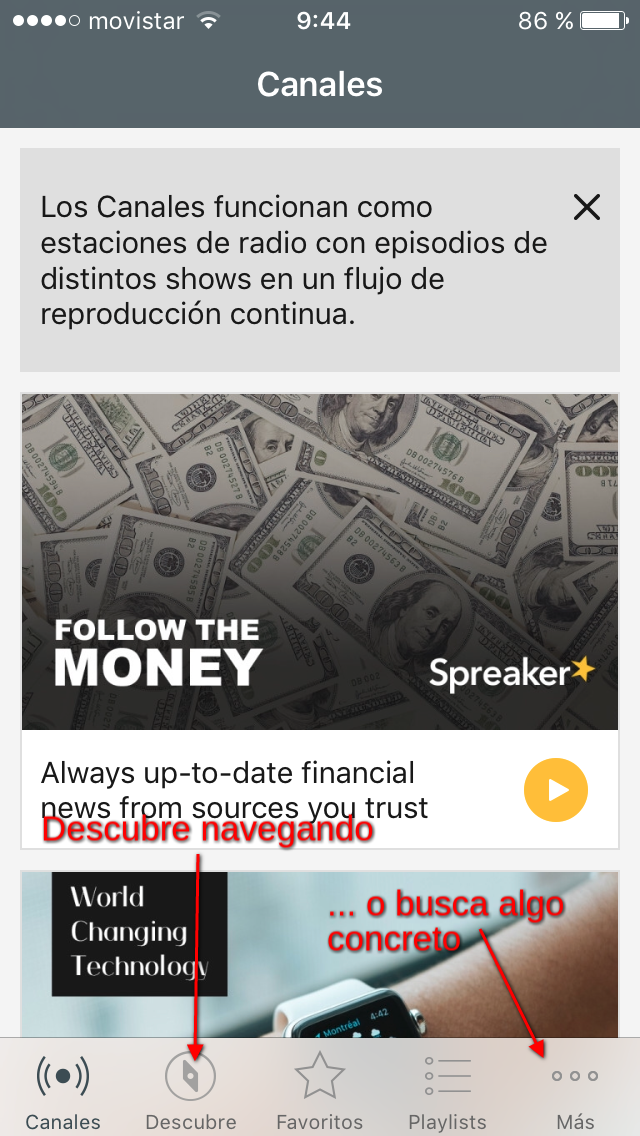 movistar 9:44 86 %
Canales
Los Canales funcionan como
estaciones de radio con episodios de
distintos shows en un flujo de
reproducción continua.
FOLLOW THE
MONEY
Spreaker
Always up-to-date financial
news from sources you trust
Descubre navegando
World
Changing
Technology
... o busca algo
concreto
Montréal 4:42
Canales Descubre Favoritos Playlists Más